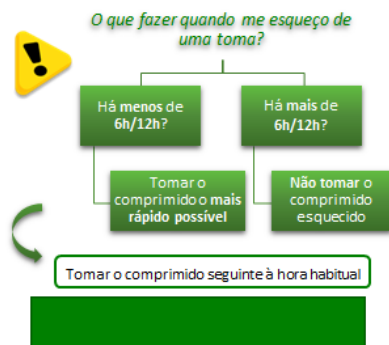 O que fazer quando me esqueço de
uma toma?
Há menos de
6h/12h?
Há mais de
6h/12h?
Tomar o
comprimido o mais
rápido possível
Não tomar o
comprimido
esquecido
Tomar o comprimido seguinte à hora habitual